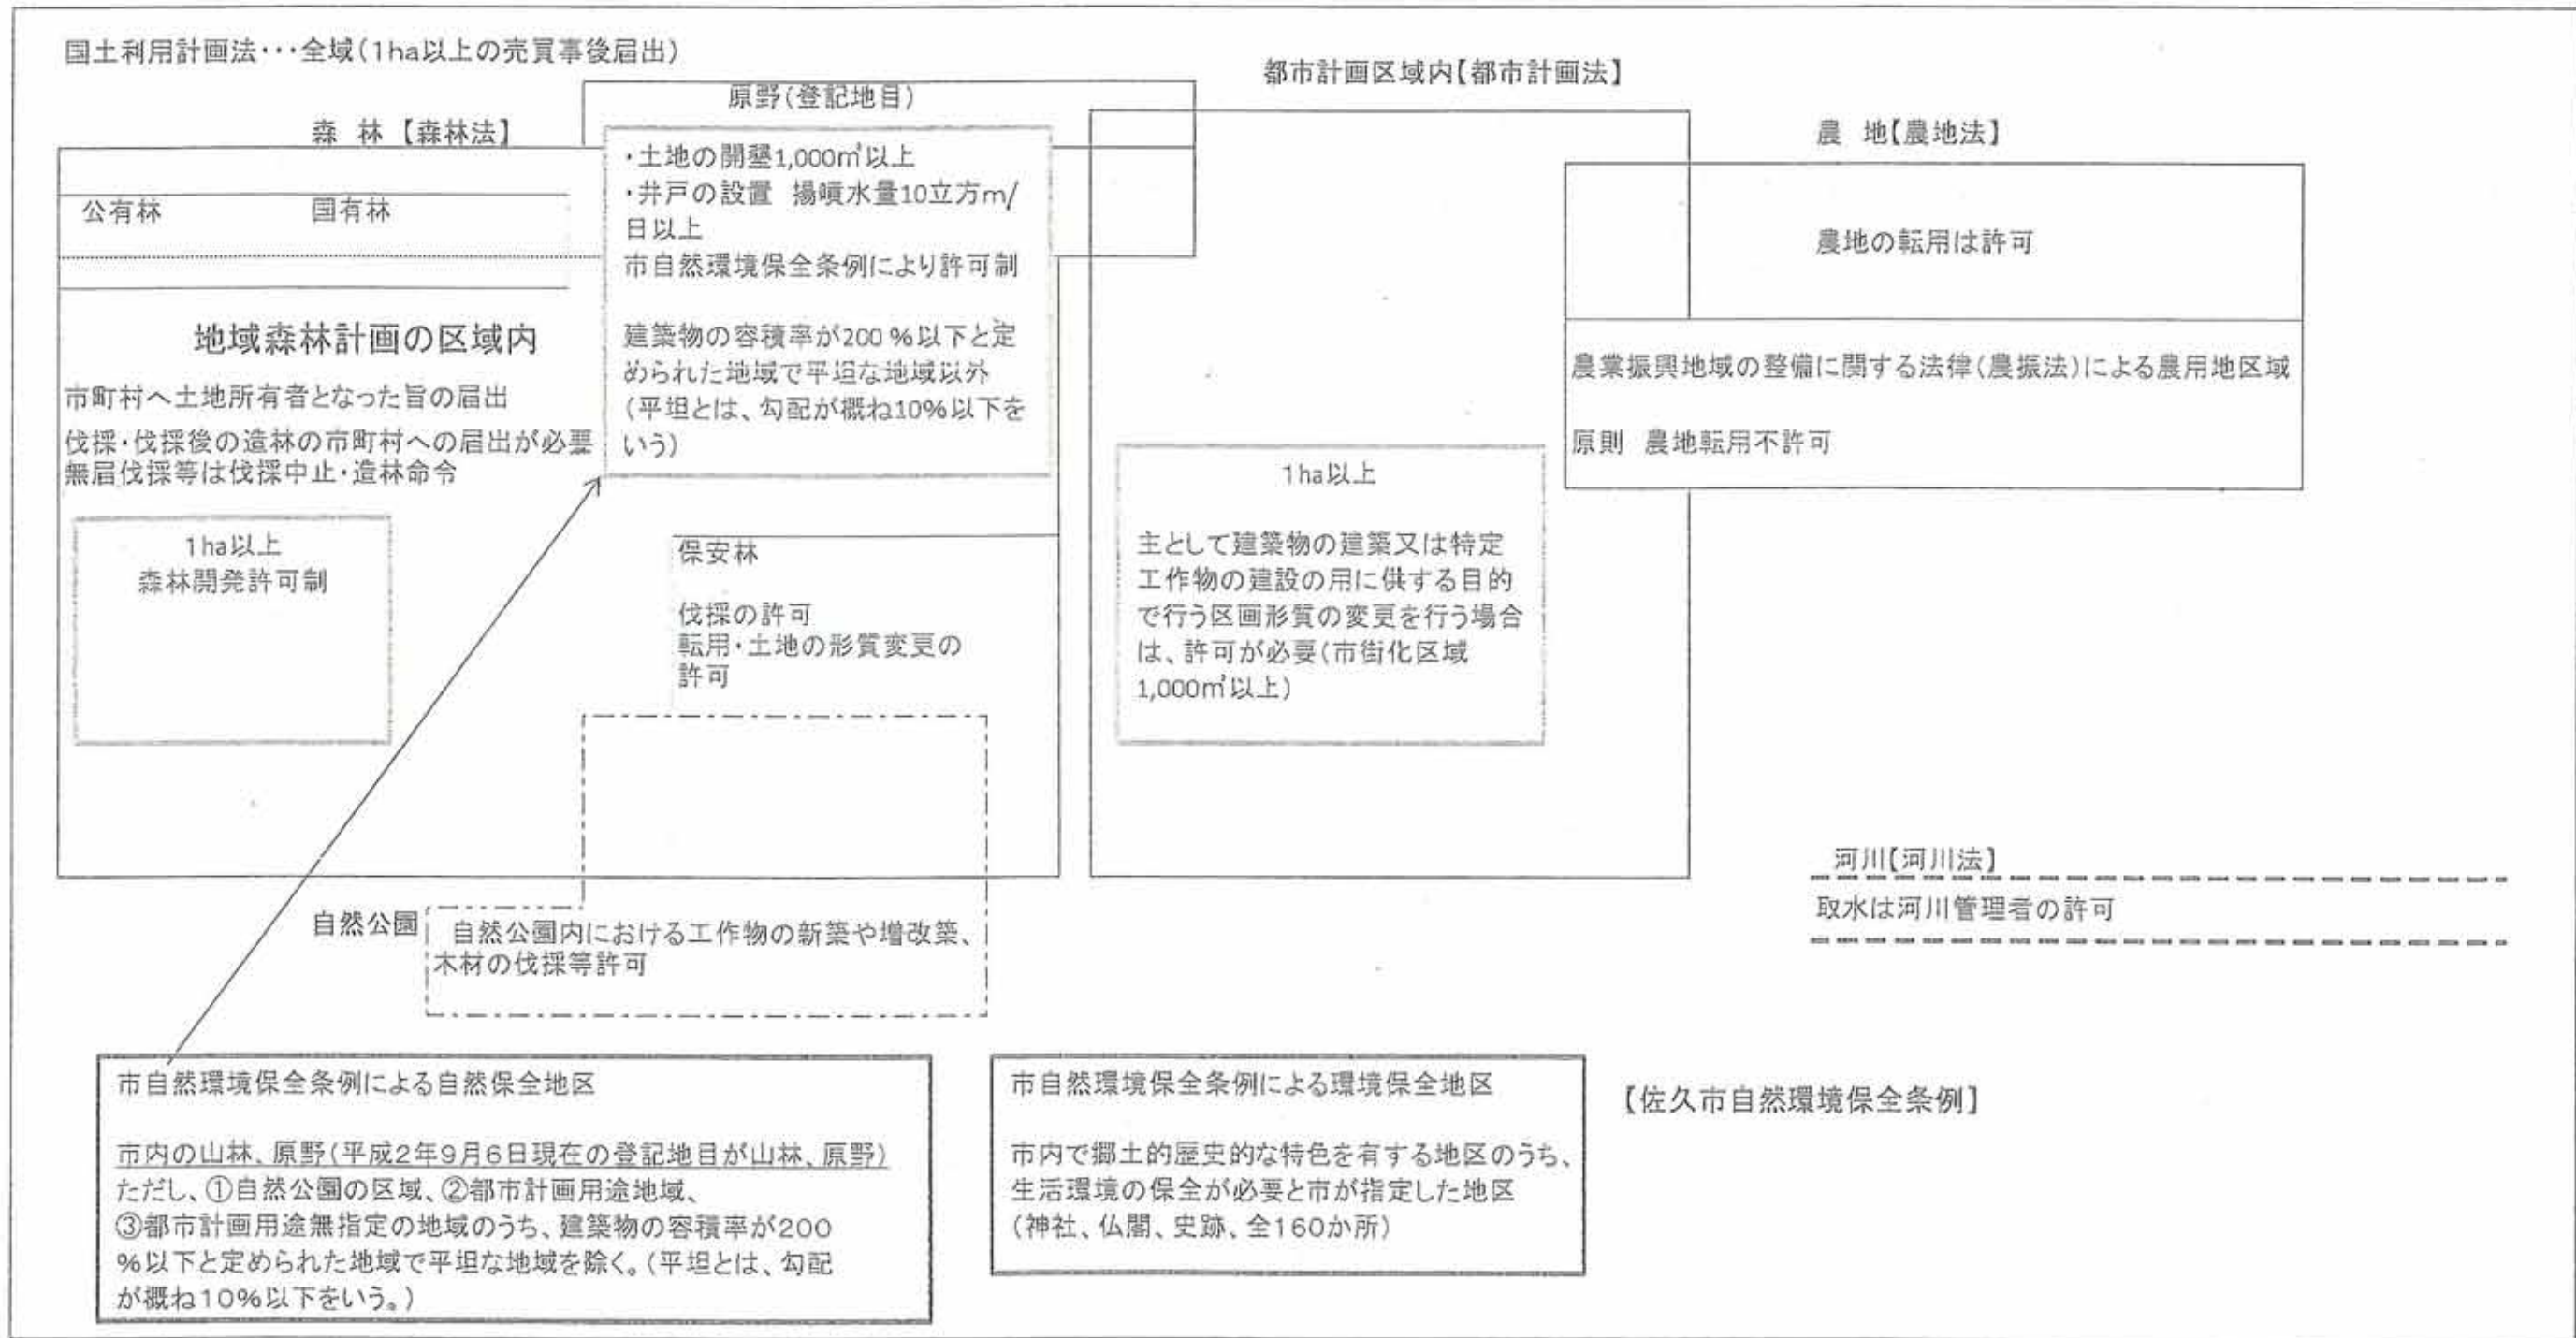 国土利用計画法・・・全域(1ha以上の売買事後届出)
原野(登記地目)
都市計画区域内【都市計画法】
森 林【森林法】
農 地【農地法】
公有林 国有林
・土地の開墾1,000㎡以上
・井戸の設置 揚噴水量10立方m/
日以上
市自然環境保全条例により許可制
建築物の容積率が200%以下と定
められた地域で平坦な地域以外
(平坦とは、勾配が概ね10%以下を
いう)
農地の転用は許可
地域森林計画の区域内
市町村へ土地所有者となった旨の届出
伐採・伐採後の造林の市町村への届出が必要
無届伐採等は伐採中止・造林命令
農業振興地域の整備に関する法律(農振法)による農用地区域
原則 農地転用不許可
1ha以上
森林開発許可制
保安林
伐採の許可
転用・土地の形質変更の
許可
1ha以上
主として建築物の建築又は特定
工作物の建設の用に供する目的
で行う区画形質の変更を行う場合
は、許可が必要(市街化区域
1,000㎡以上)
河川【河川法】
取水は河川管理者の許可
自然公園
自然公園内における工作物の新築や増改築、
木材の伐採等許可
市自然環境保全条例による自然保全地区
市内の山林、原野(平成2年9月6日現在の登記地目が山林、原野)
ただし、①自然公園の区域、②都市計画用途地域、
③都市計画用途無指定の地域のうち、建築物の容積率が200
%以下と定められた地域で平坦な地域を除く。(平坦とは、勾配
が概ね10%以下をいう。)
市自然環境保全条例による環境保全地区
市内で郷土的歴史的な特色を有する地区のうち、
生活環境の保全が必要と市が指定した地区
(神社、仏閣、史跡、全160か所)
【佐久市自然環境保全条例】